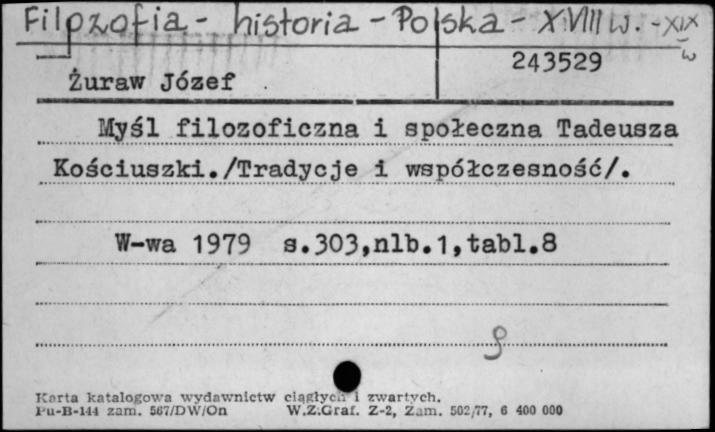 Filozofia - historia - Polska - XVIII w. - XIX w
243529
Żuraw Józef
Myśl filozoficzna i społeczna Tadeusza
Kościuszki./Tradycje i współczesność/.
W-wa 1979 s.303,nlb.1,tabl.8
Karta katalogowa wydawnictw ciągłych i zwartych.
Pu-B-144 zam. 567/DW/On W.Z.Graf. Z-2, Zam. 502/77, 6 400 000